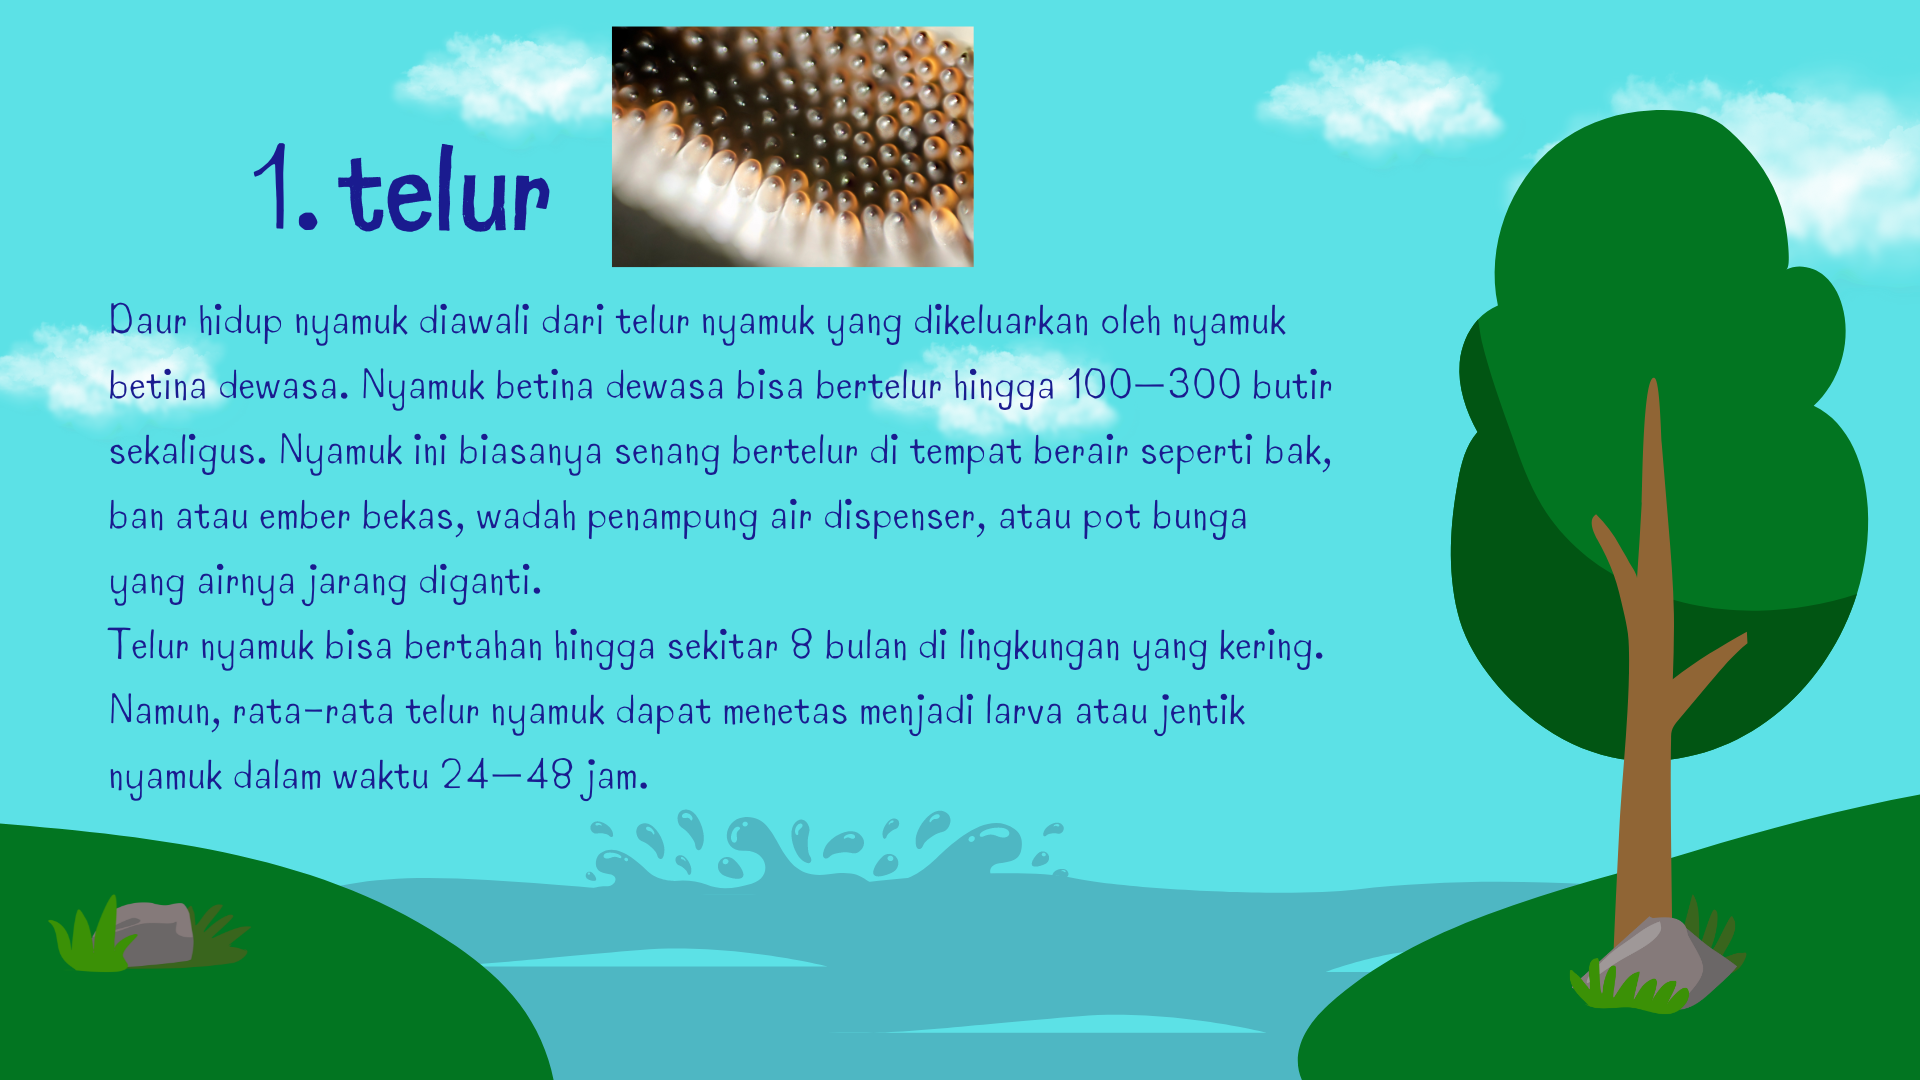 1. telur
Daur hidup nyamuk diawali dari telur nyamuk yang dikeluarkan oleh nyamuk
betina dewasa. Nyamuk betina dewasa bisa bertelur hingga 100–300 butir
sekaligus. Nyamuk ini biasanya senang bertelur di tempat berair seperti bak,
ban atau ember bekas, wadah penampung air dispenser, atau pot bunga
yang airnya jarang diganti.
Telur nyamuk bisa bertahan hingga sekitar 8 bulan di lingkungan yang kering.
Namun, rata-rata telur nyamuk dapat menetas menjadi larva atau jentik
nyamuk dalam waktu 24–48 jam.